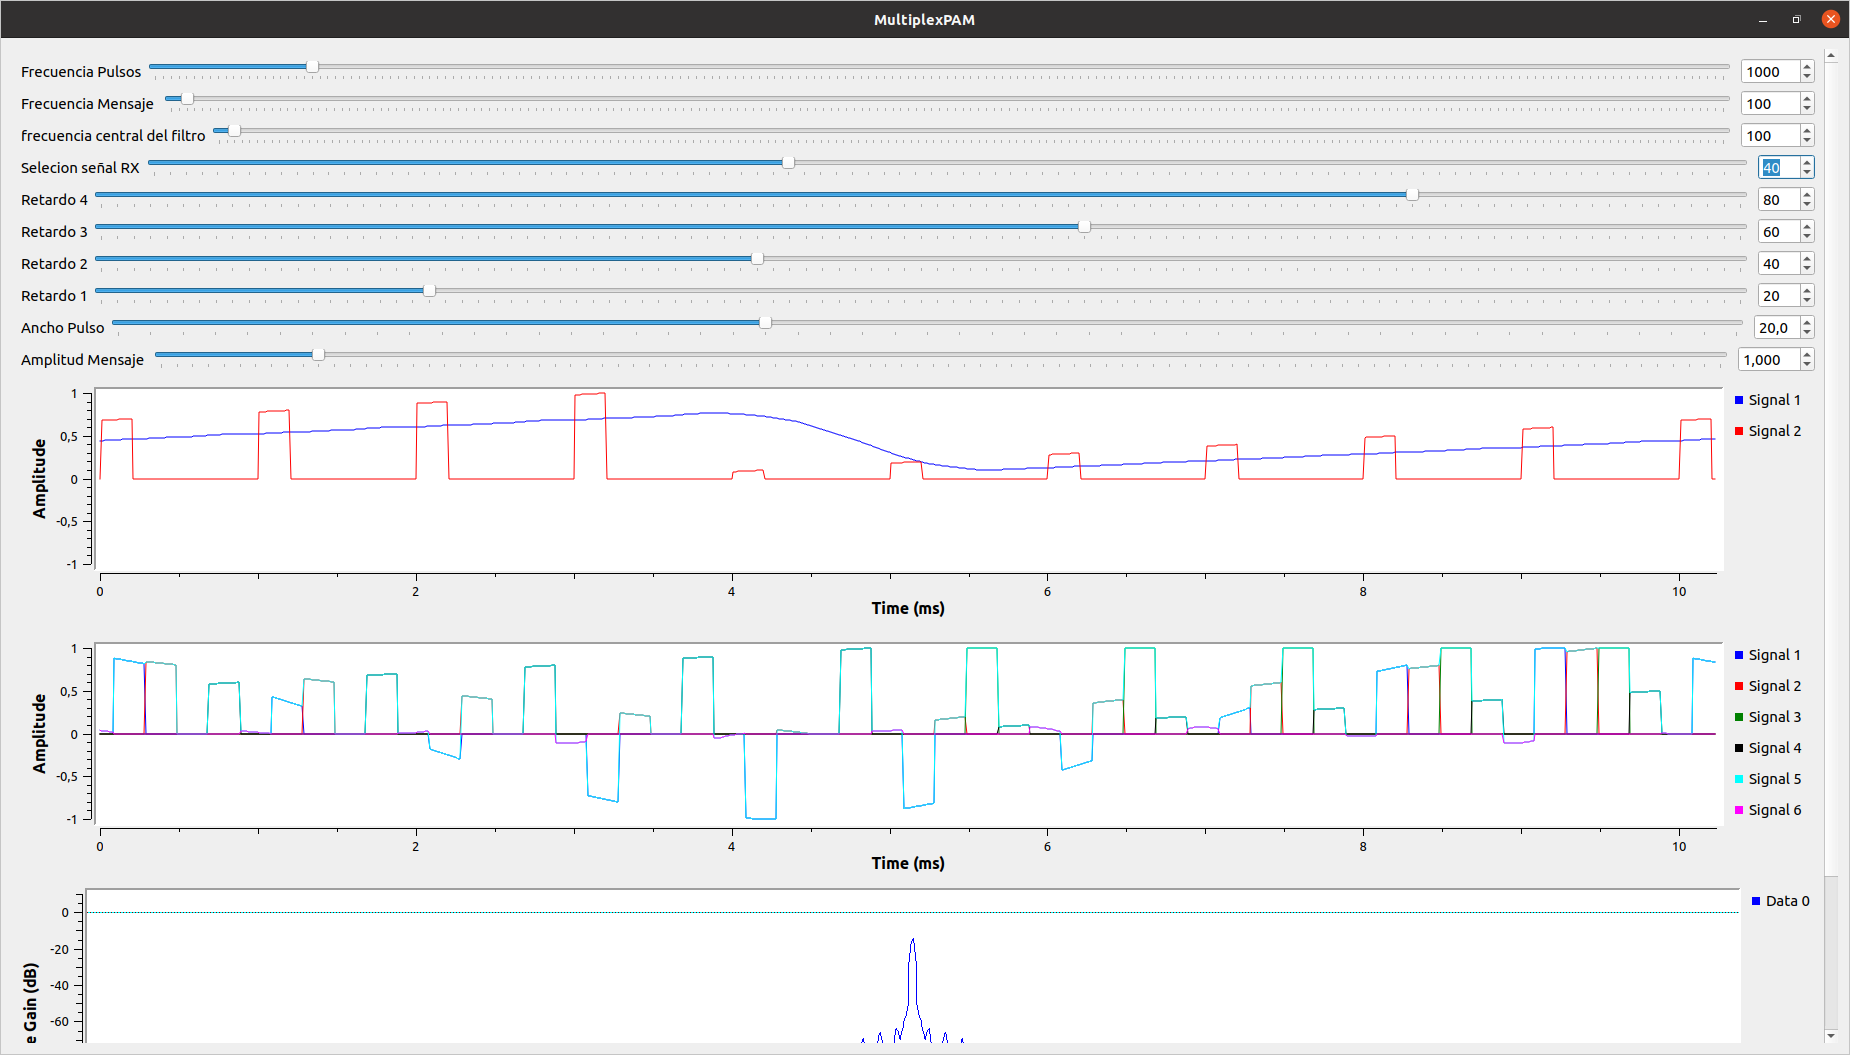 MultiplexPAM
Frecuencia Pulsos 1000
Frecuencia Mensaje 100
frecuencia central del filtro 100
Selecion señal RX 40
Retardo 4 80
Retardo 3 60
Retardo 2 40
Retardo 1 20
Ancho Pulso 20,0
Amplitud Mensaje 1,000
Amplitude
1
0,5
0
-0,5
-1
0 2 4 6 8 10
Time (ms)
Signal 1
Signal 2
Amplitude
1
0,5
0
-0,5
-1
0 2 4 6 8 10
Time (ms)
Signal 1
Signal 2
Signal 3
Signal 4
Signal 5
Signal 6
e Gain (dB)
0
-20
-40
-60
Data 0